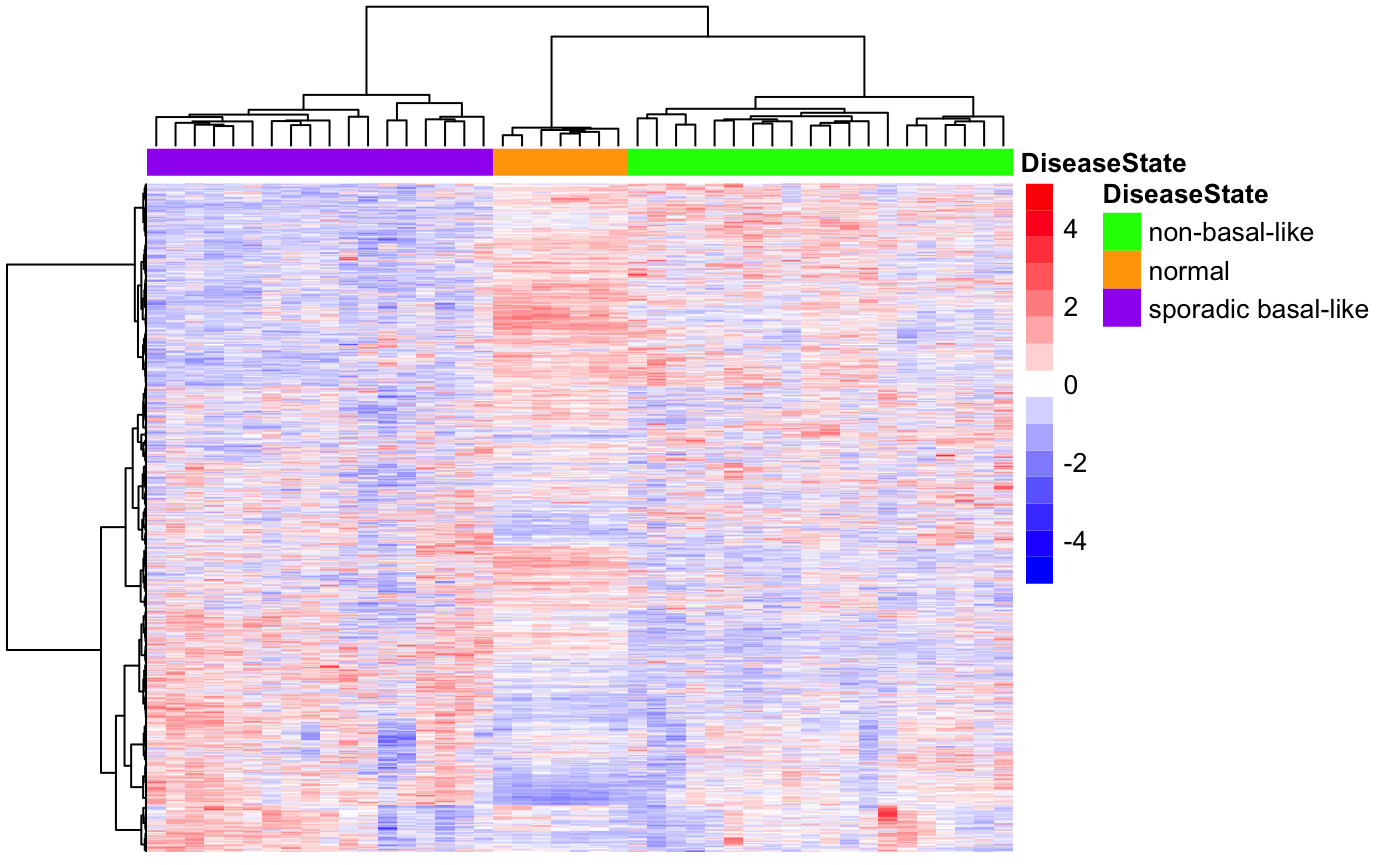 DiseaseState
DiseaseState
non-basal-like
normal
sporadic basal-like
4
2
0
-2
-4